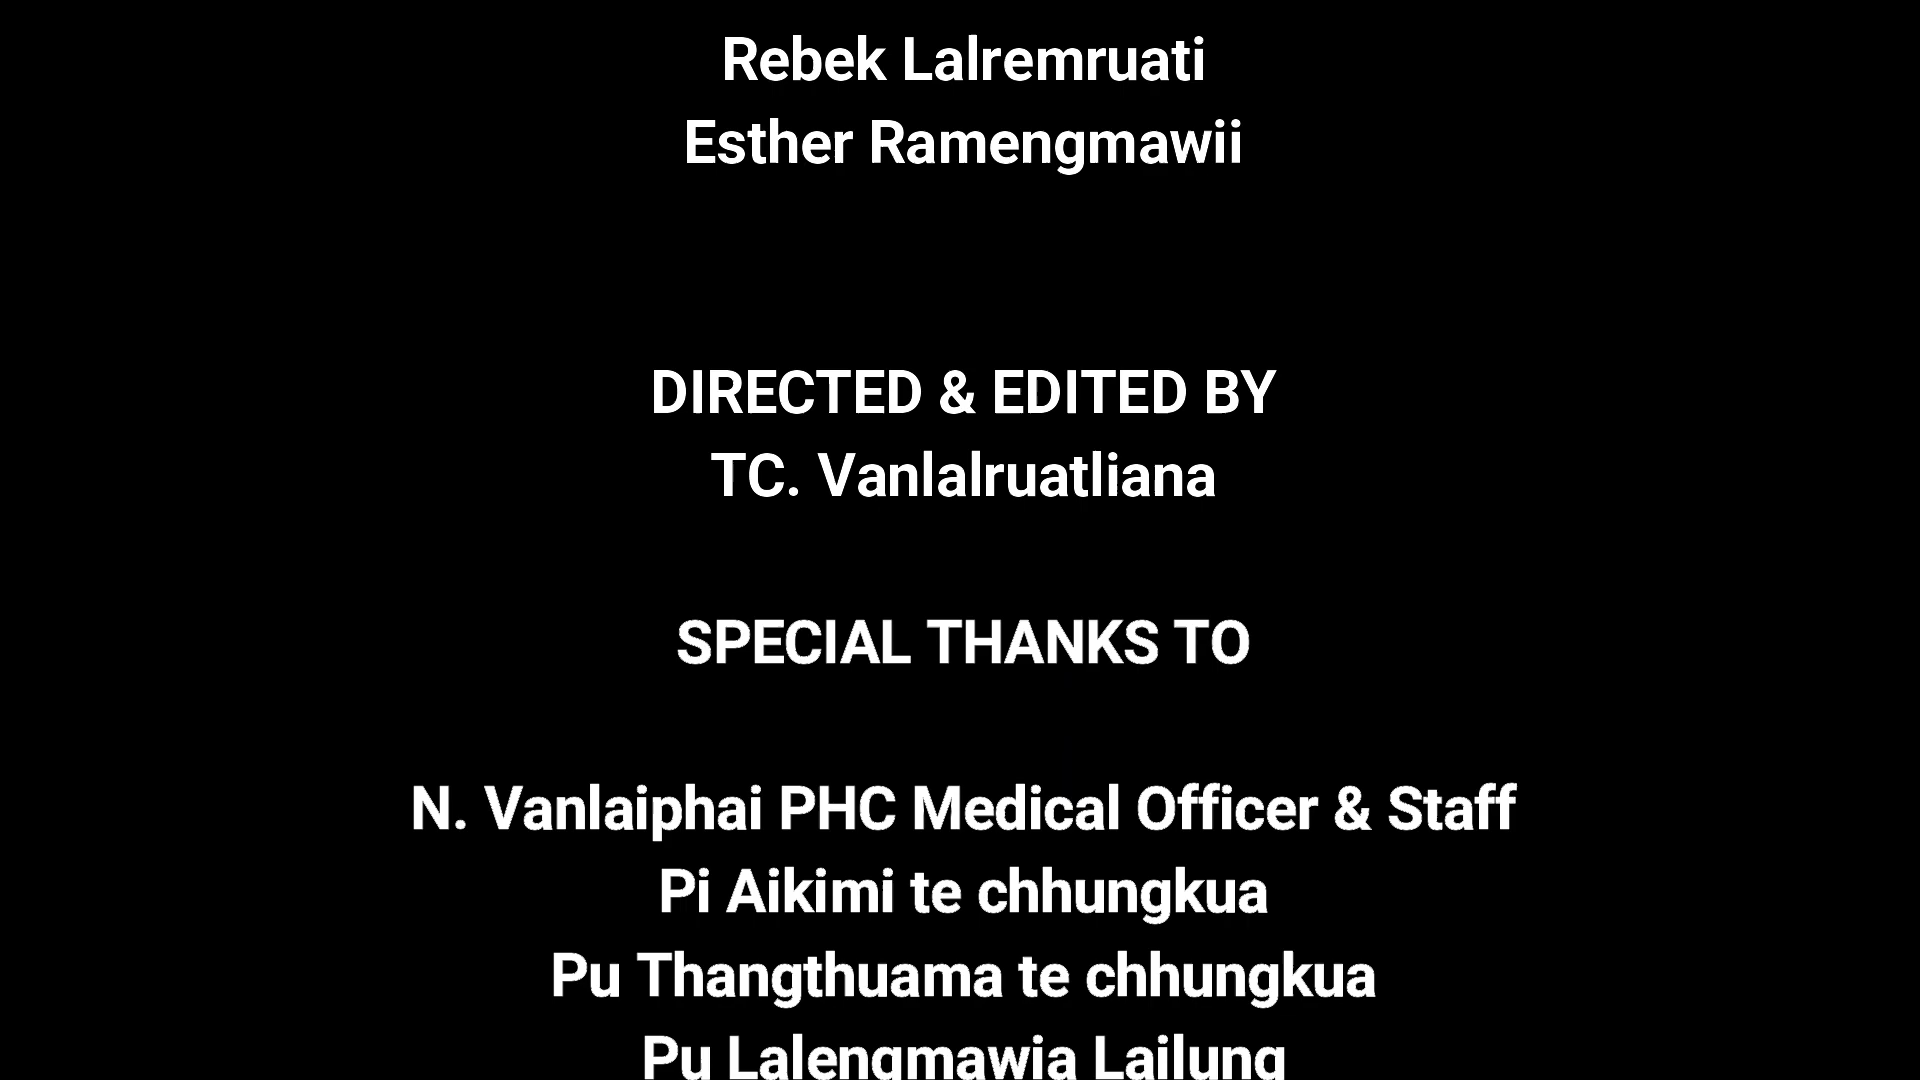 Rebek Lalremruati
Esther Ramengmawii
DIRECTED & EDITED BY
TC. Vanlalruatliana
SPECIAL THANKS TO
N. Vanlaiphai PHC Medical Officer & Staff
Pi Aikimi te chhungkua
Pu Thangthuama te chhungkua
Pu Lalengmawia Lailung